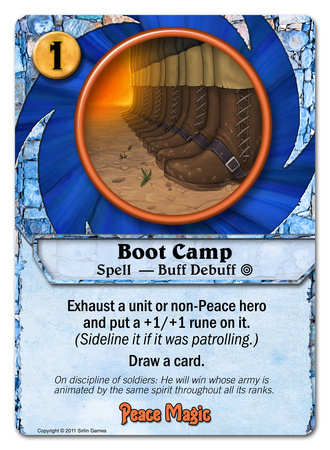 1
Boot Camp
Spell — Buff Debuff ◎
Exhaust a unit or non-Peace hero
and put a +1/+1 rune on it.
(Sideline it if it was patrolling.)
Draw a card.
On discipline of soldiers: He will win whose army is
animated by the same spirit throughout all its ranks.
Peace Magic
Copyright © 2011 Sirlin Games